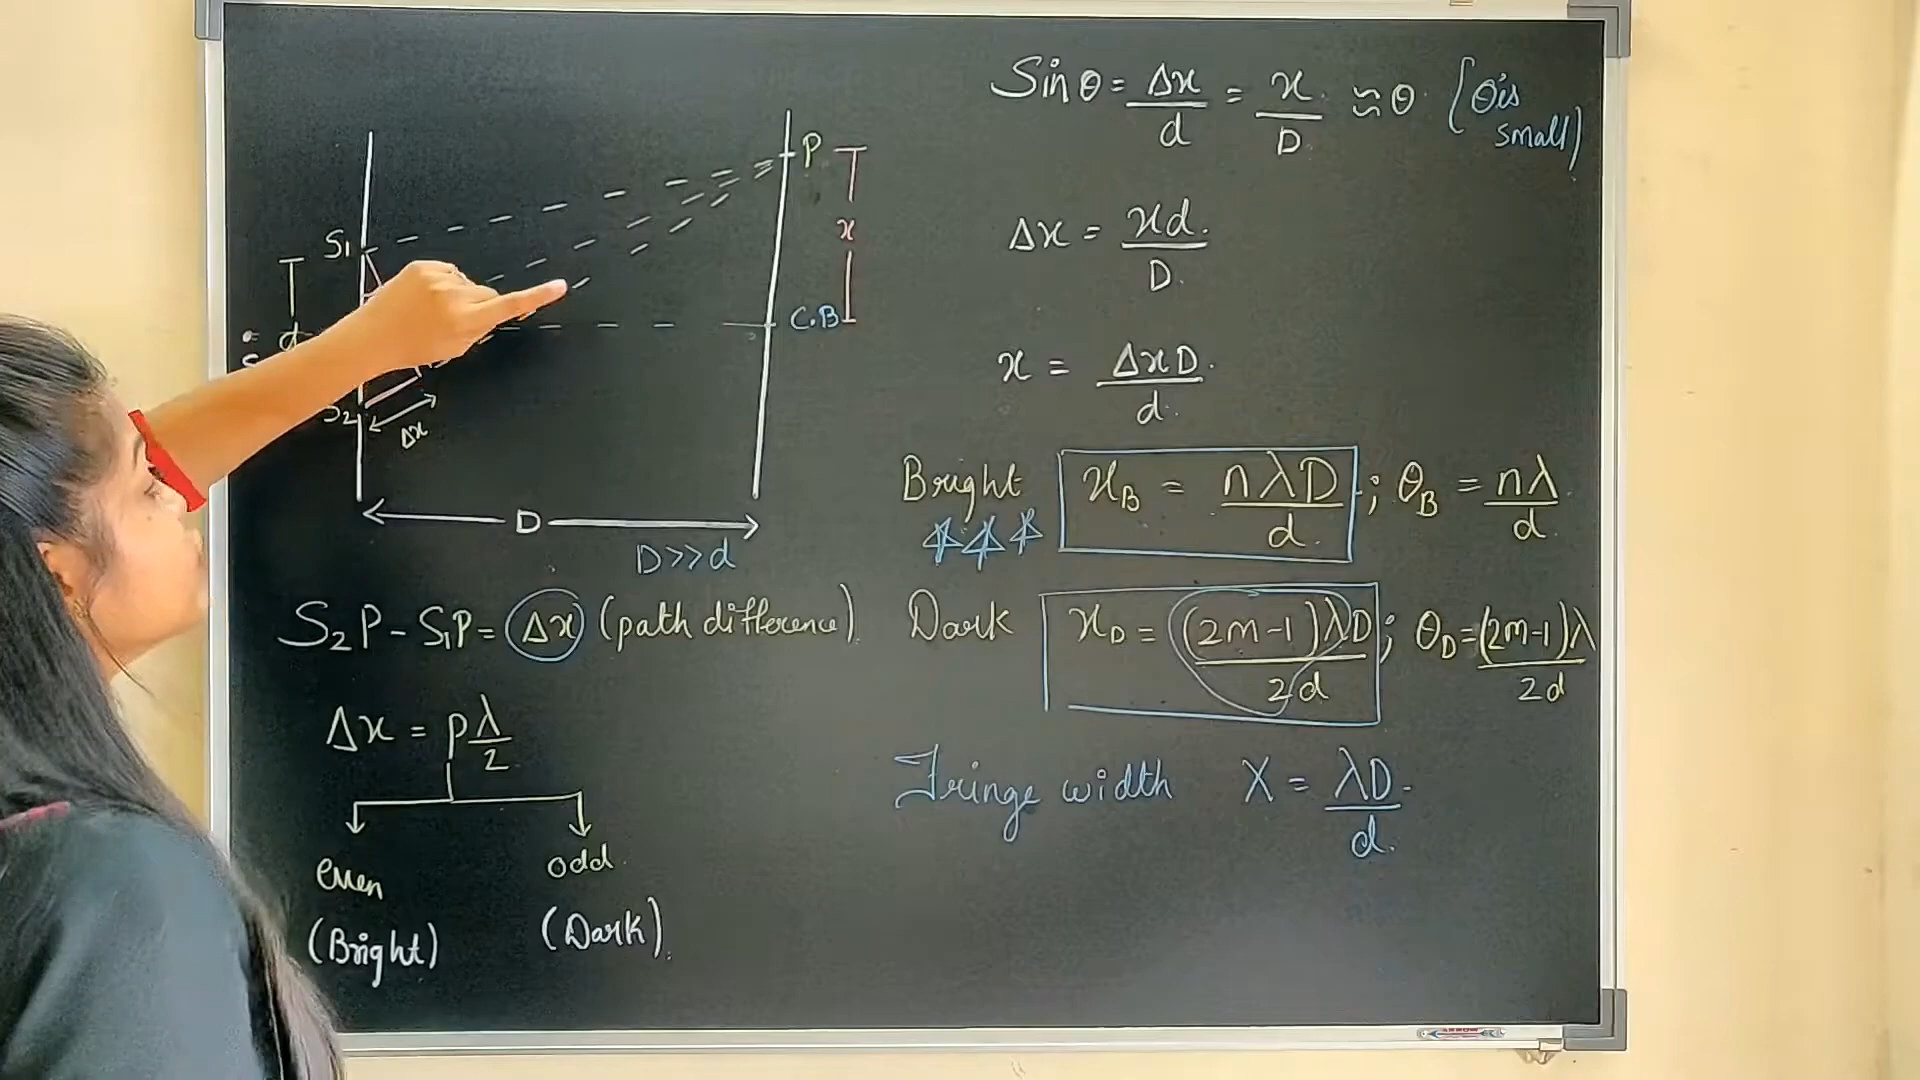 P
x
S1
d
C.B
S2
Δx
D
D>>d
S2P - S1P = Δx (path difference)
Δx = pλ/2
even
odd
(Bright)
(Dark)
Sin θ = Δx/d = x/D ≈ θ (θ is small)
Δx = xd/D
x = ΔxD/d
Bright xB = nλD/d ; θB = nλ/d
Dark xD = (2m-1)λD/2d ; θD = (2m-1)λ/2d
Fringe width X = λD/d